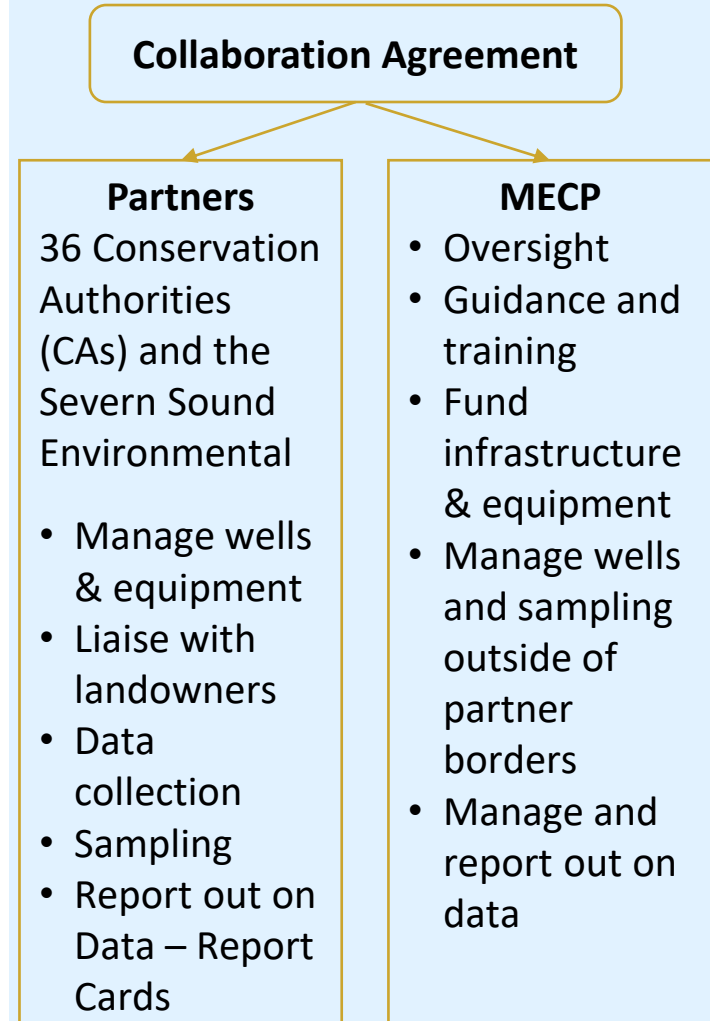 Collaboration Agreement
Partners
36 Conservation
Authorities
(CAs) and the
Severn Sound
Environmental
• Manage wells
& equipment
• Liaise with
landowners
• Data
collection
• Sampling
• Report out on
Data – Report
Cards
MECP
• Oversight
• Guidance and
training
• Fund
infrastructure
& equipment
• Manage wells
and sampling
outside of
partner
borders
• Manage and
report out on
data